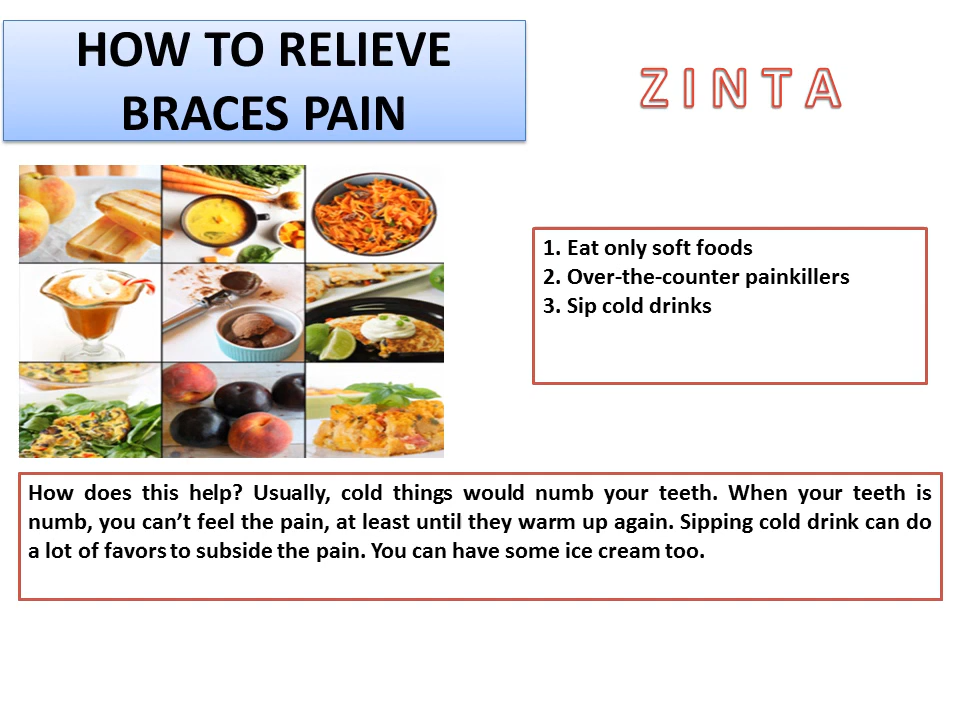 HOW TO RELIEVE
BRACES PAIN
Z I N T A
1. Eat only soft foods
2. Over-the-counter painkillers
3. Sip cold drinks
How does this help? Usually, cold things would numb your teeth. When your teeth is
numb, you can’t feel the pain, at least until they warm up again. Sipping cold drink can do
a lot of favors to subside the pain. You can have some ice cream too.